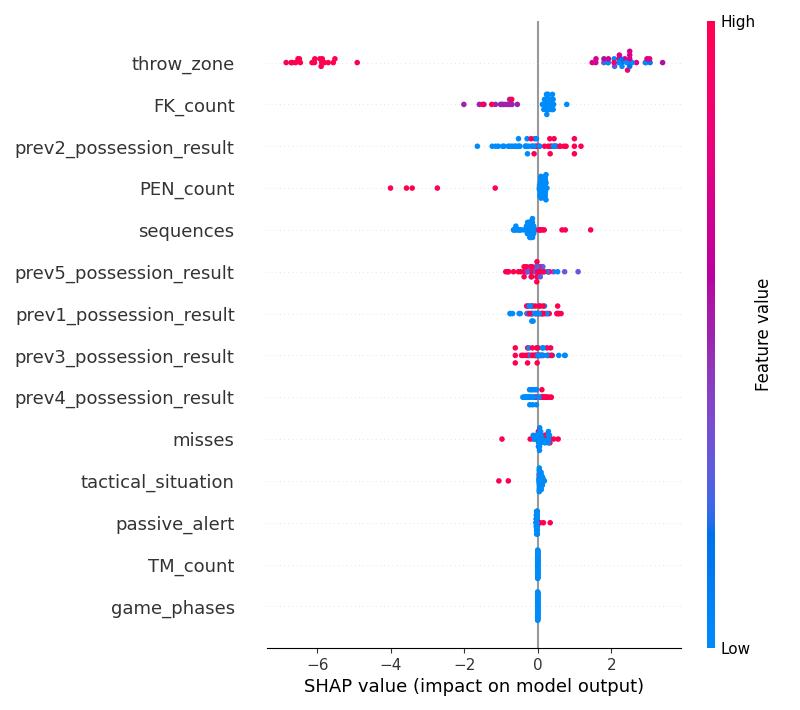 High
throw_zone
FK_count
prev2_possession_result
PEN_count
sequences
prev5_possession_result
prev1_possession_result
prev3_possession_result
prev4_possession_result
misses
tactical_situation
passive_alert
TM_count
game_phases
Feature value
Low
−6 −4 −2 0 2
SHAP value (impact on model output)